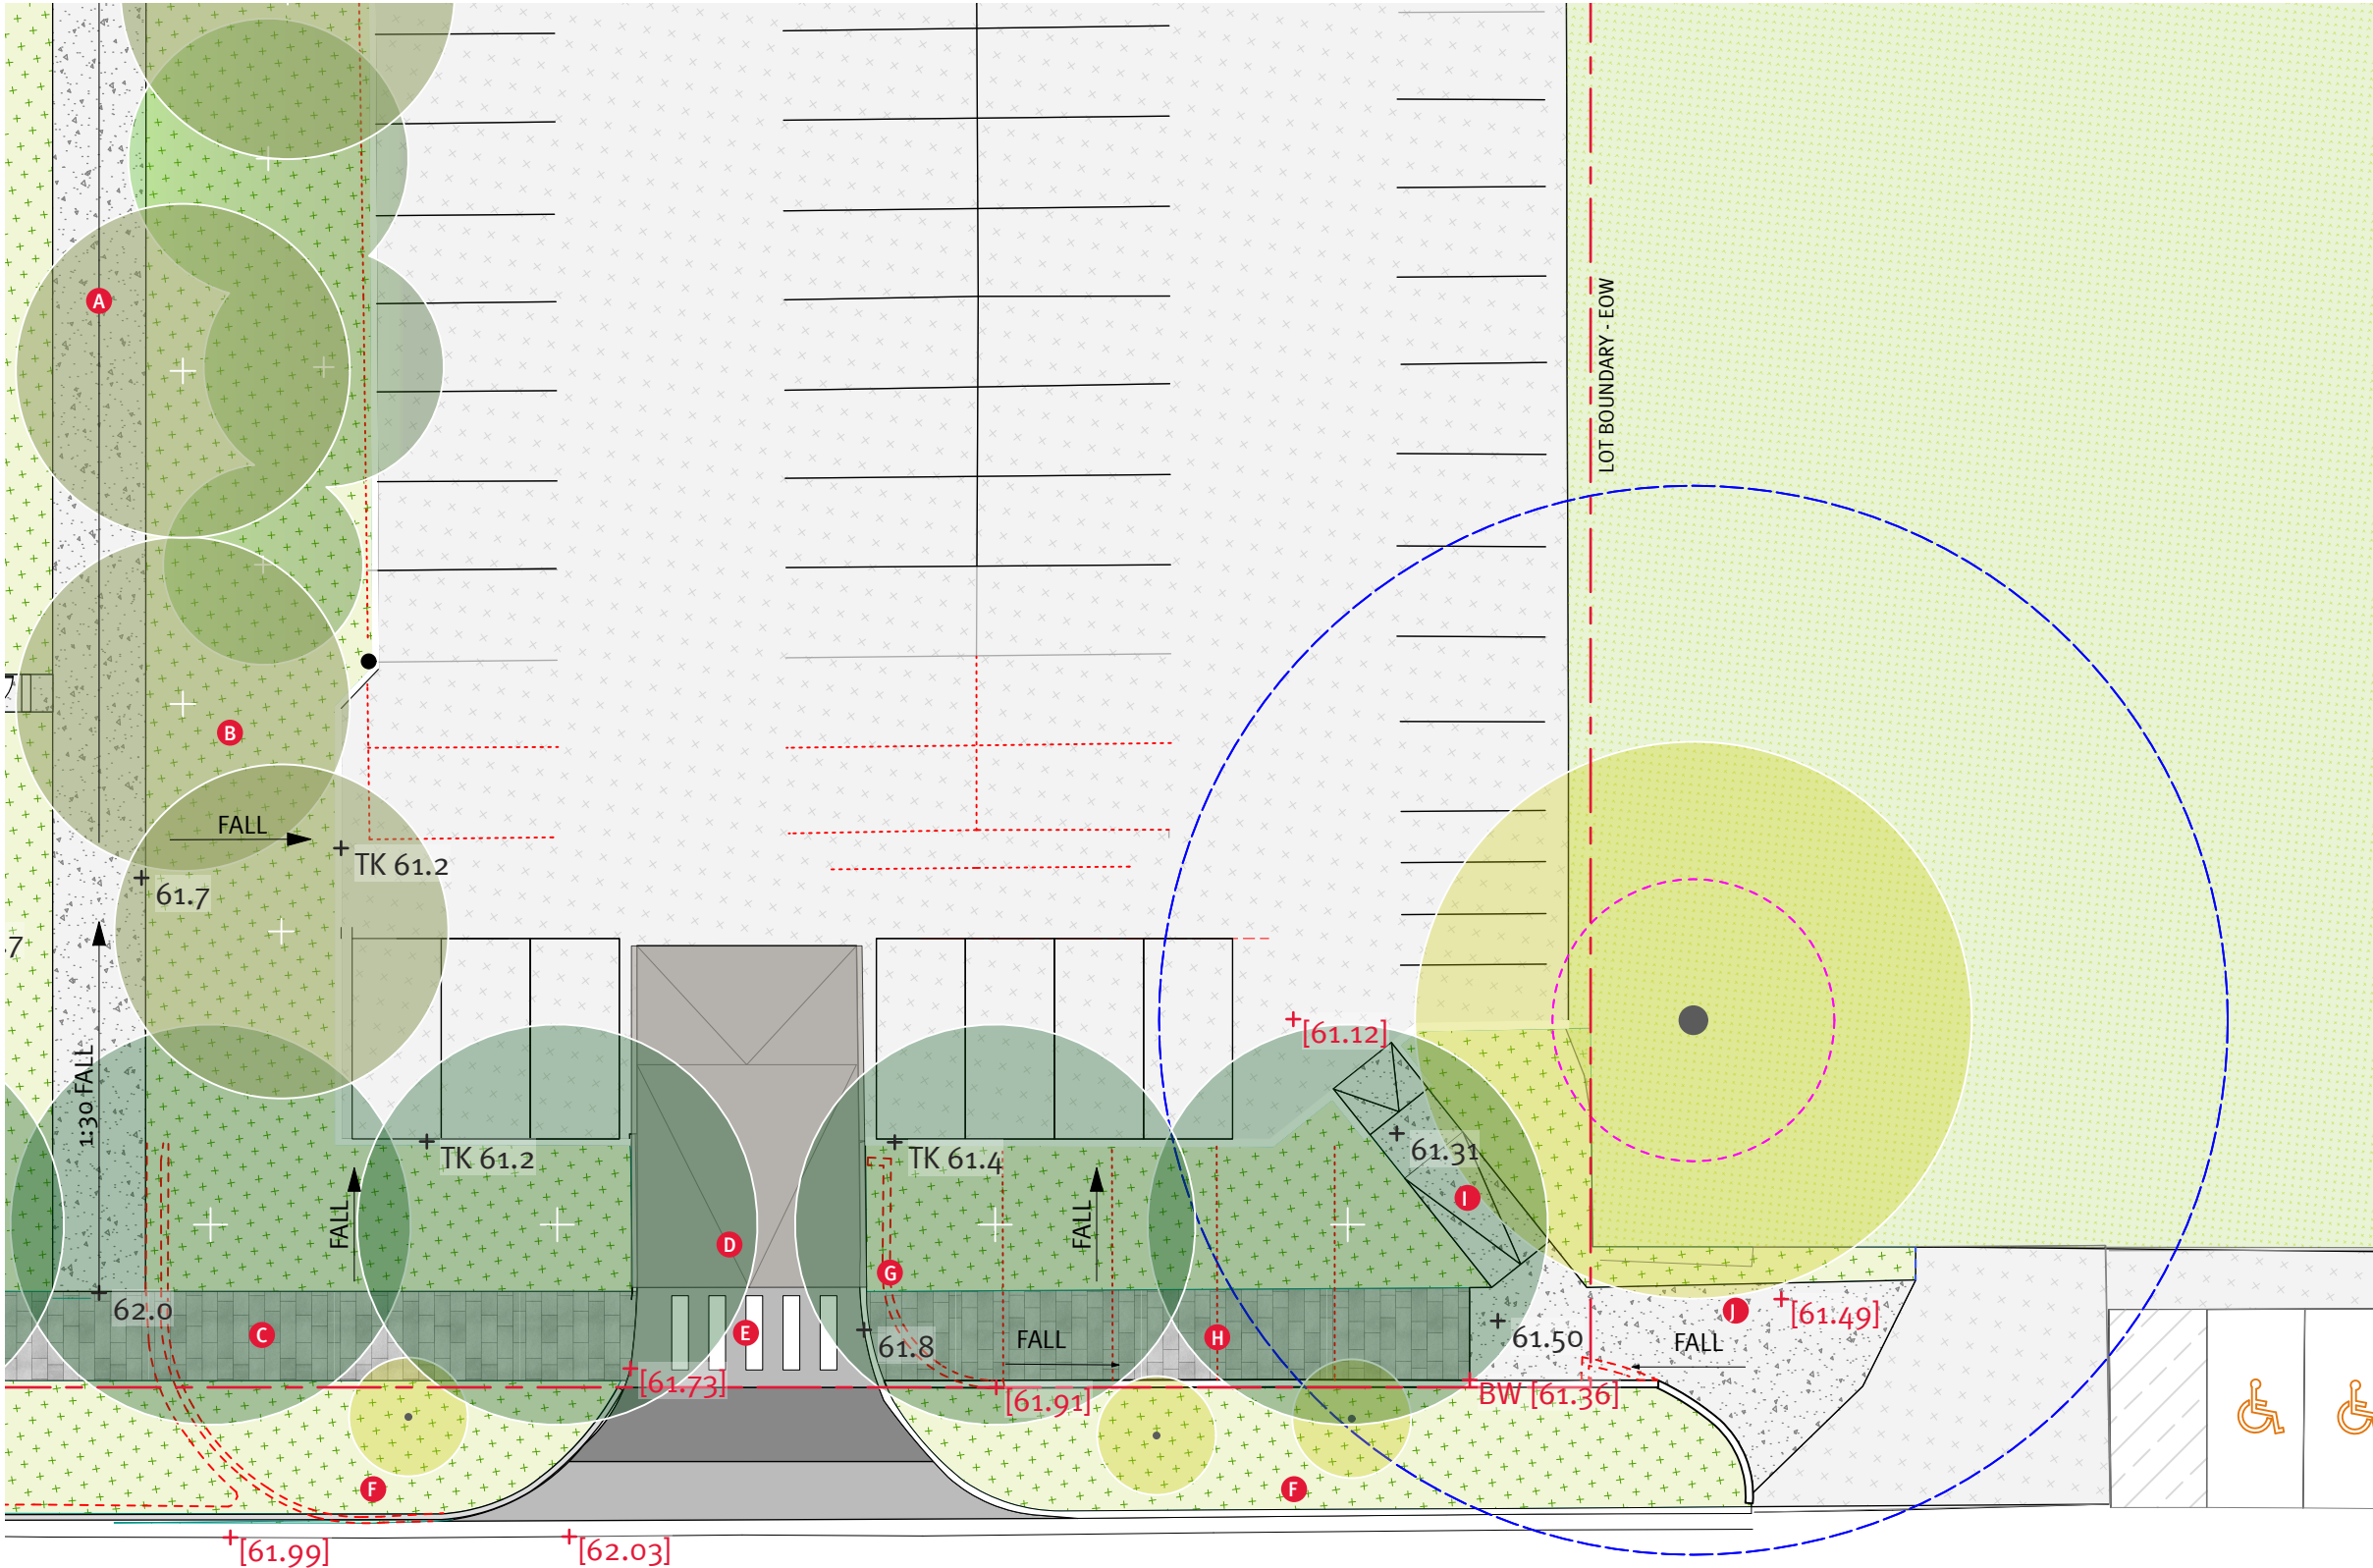 A
LOT BOUNDARY - EOW
B
FALL
TK 61.2
61.7
.7
1:30 FALL
[61.12]
TK 61.2
TK 61.4
61.31
FALL
FALL
I
D
G
62.0
C
E
61.8
FALL
H
61.50
J
[61.49]
FALL
[61.73]
[61.91]
BW [61.36]
F
F
[61.99]
[62.03]